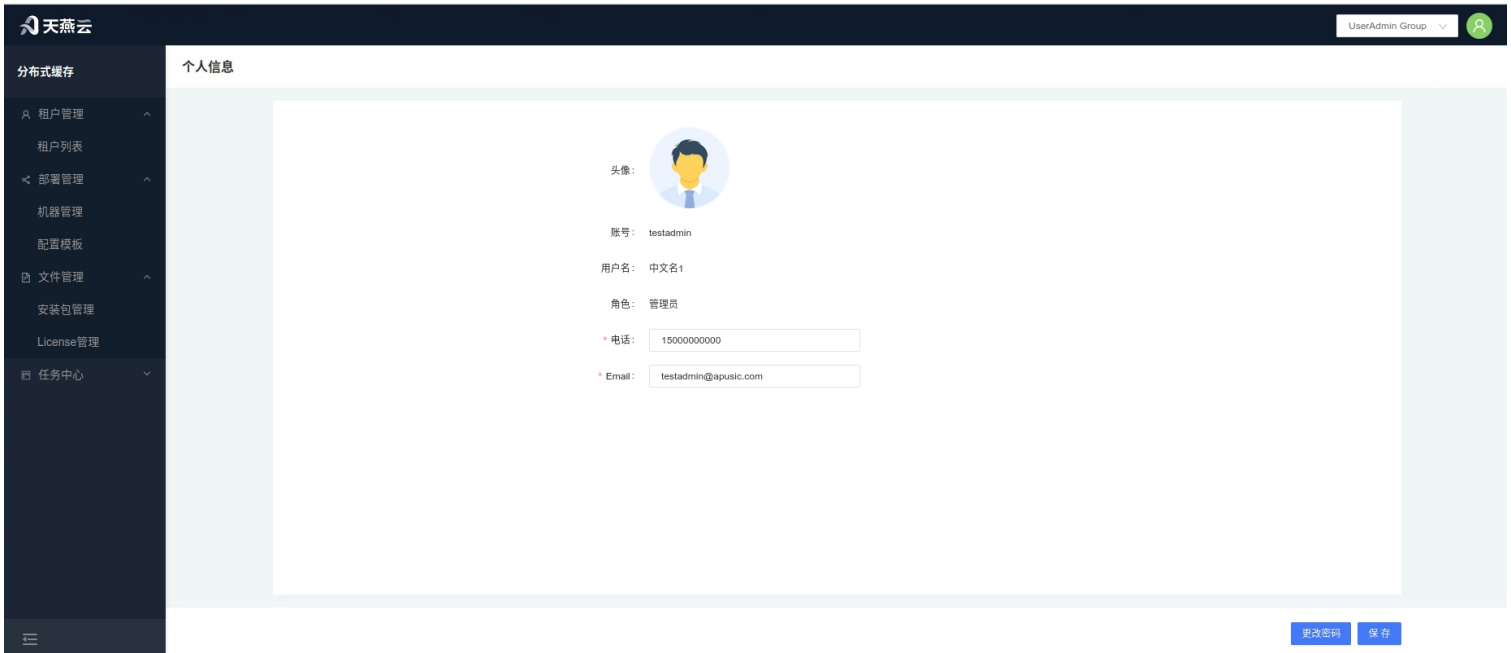 天燕云
UserAdmin Group
分布式缓存
个人信息
租户管理
租户列表
部署管理
机器管理
配置模板
文件管理
安装包管理
License管理
任务中心
头像：
账号： testadmin
用户名： 中文名1
角色： 管理员
* 电话： 15000000000
* Email： testadmin@apusic.com
更改密码 保 存